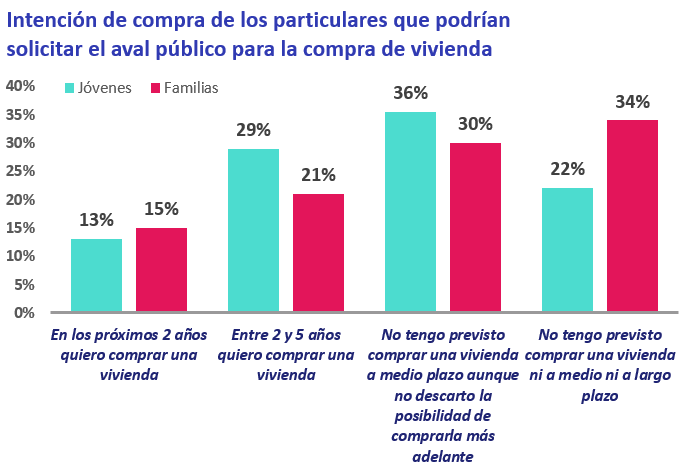 Intención de compra de los particulares que podrían
solicitar el aval público para la compra de vivienda
40%
35%
30%
25%
20%
15%
10%
5%
0%
Jóvenes
Familias
13%
15%
29%
21%
36%
30%
22%
34%
En los próximos 2 años
quiero comprar una
vivienda
Entre 2 y 5 años
quiero comprar una
vivienda
No tengo previsto
comprar una vivienda
a medio plazo aunque
no descarto la
posibilidad de
comprarla más
adelante
No tengo previsto
comprar una vivienda
ni a medio ni a largo
plazo